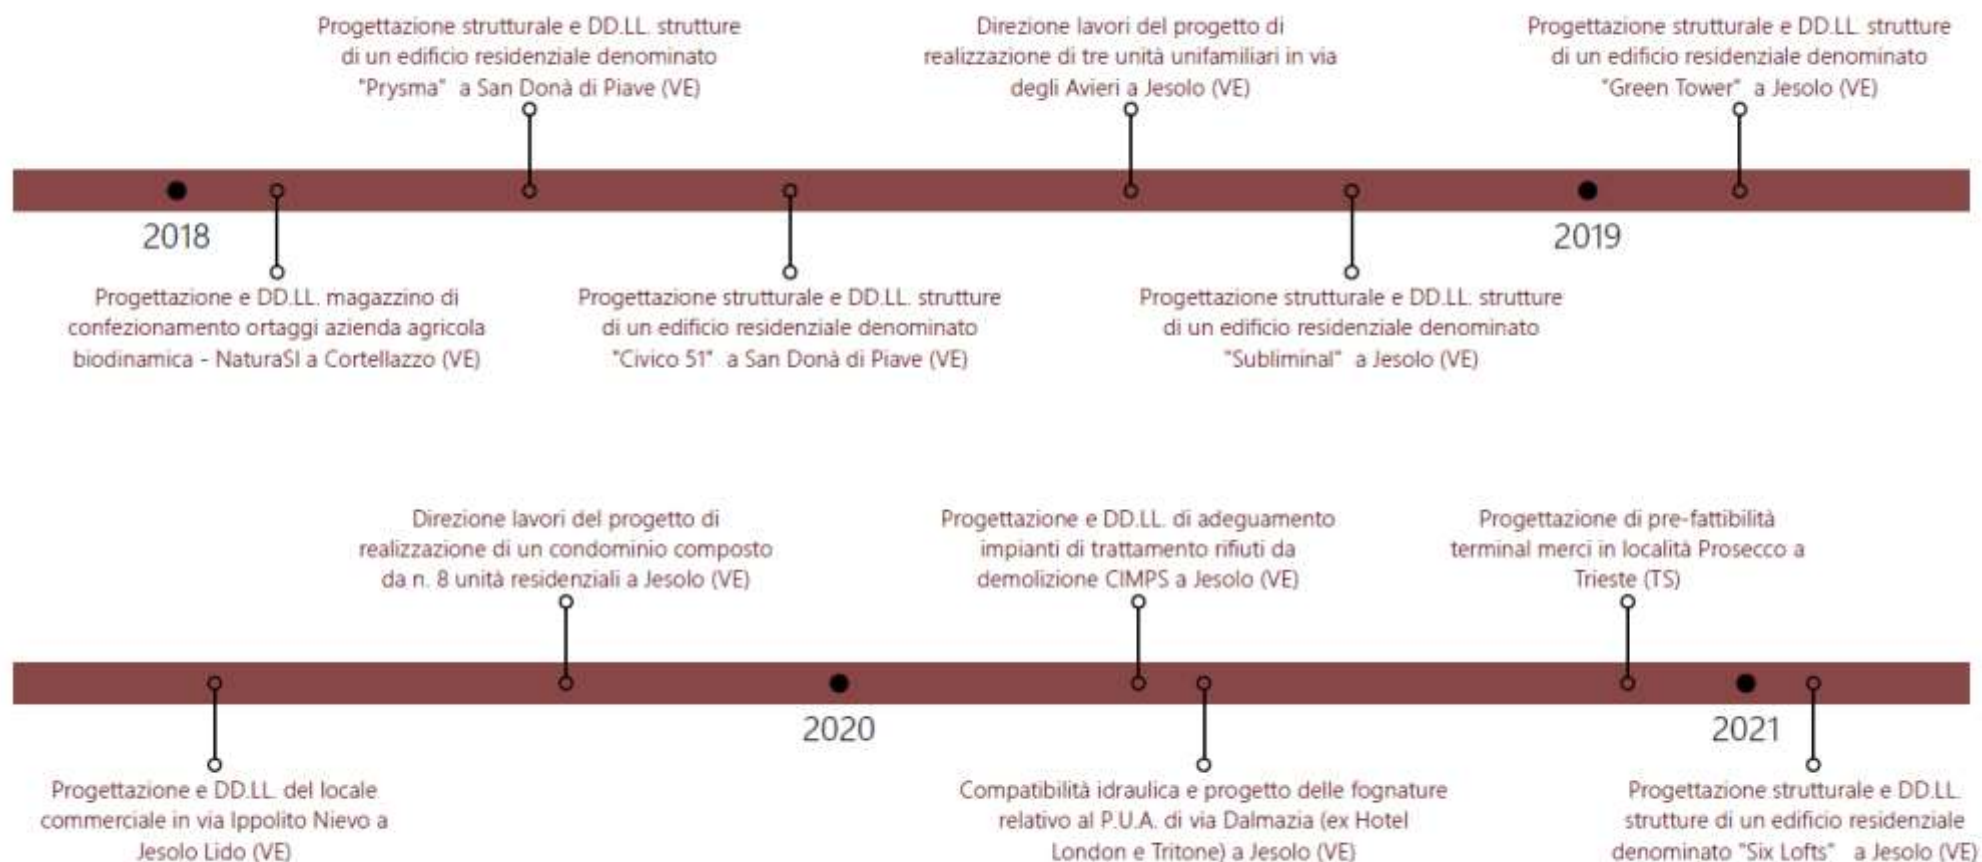 Progettazione strutturale e DD.LL. strutture
di un edificio residenziale denominato
"Prysma" a San Donà di Piave (VE)
Direzione lavori del progetto di
realizzazione di tre unità unifamiliari in via
degli Avieri a Jesolo (VE)
Progettazione strutturale e DD.LL. strutture
di un edificio residenziale denominato
"Green Tower" a Jesolo (VE)
2018
2019
Progettazione e DD.LL. magazzino di
confezionamento ortaggi azienda agricola
biodinamica - NaturaSI a Cortellazzo (VE)
Progettazione strutturale e DD.LL. strutture
di un edificio residenziale denominato
"Civico 51" a San Donà di Piave (VE)
Progettazione strutturale e DD.LL. strutture
di un edificio residenziale denominato
"Subliminal" a Jesolo (VE)
Direzione lavori del progetto di
realizzazione di un condominio composto
da n. 8 unità residenziali a Jesolo (VE)
Progettazione e DD.LL. di adeguamento
impianti di trattamento rifiuti da
demolizione CIMPS a Jesolo (VE)
Progettazione di pre-fattibilità
terminal merci in località Prosecco a
Trieste (TS)
2020
2021
Progettazione e DD.LL. del locale
commerciale in via Ippolito Nievo a
Jesolo Lido (VE)
Compatibilità idraulica e progetto delle fognature
relativo al P.U.A. di via Dalmazia (ex Hotel
London e Tritone) a Jesolo (VE)
Progettazione strutturale e DD.LL.
strutture di un edificio residenziale
denominato "Six Lofts" a Jesolo (VE)